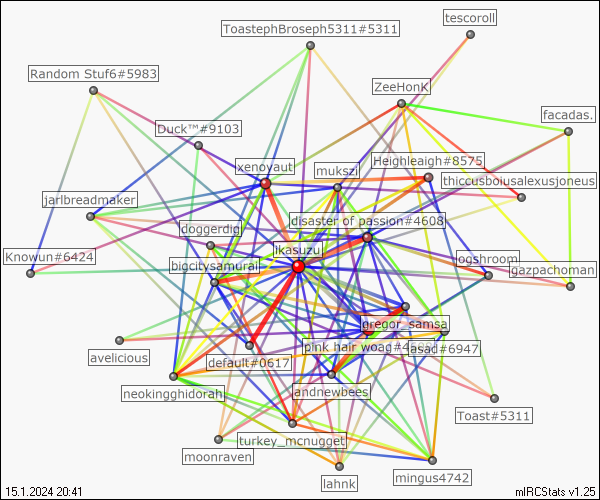 tescoroll
ToastephBroseph5311#5311
Random Stuf6#5983
ZeeHonK
facadas.
Duck™#9103
Heighleaigh#8575
xenoyaut
mukszi
thiccusboiusalexusjoneus
jarlbreadmaker
disaster of passion#4608
doggerdig
ikasuzu
Knowun#6424
ogshroom
bigcitysamurai
gazpachoman
gregor_samsa
pink hair woag#4
asad#6947
avelicious
default#0617
neokingghidorah
andnewbees
Toast#5311
turkey_mcnugget
moonraven
lahnk
mingus4742
15.1.2024 20:41
mIRCStats v1.25